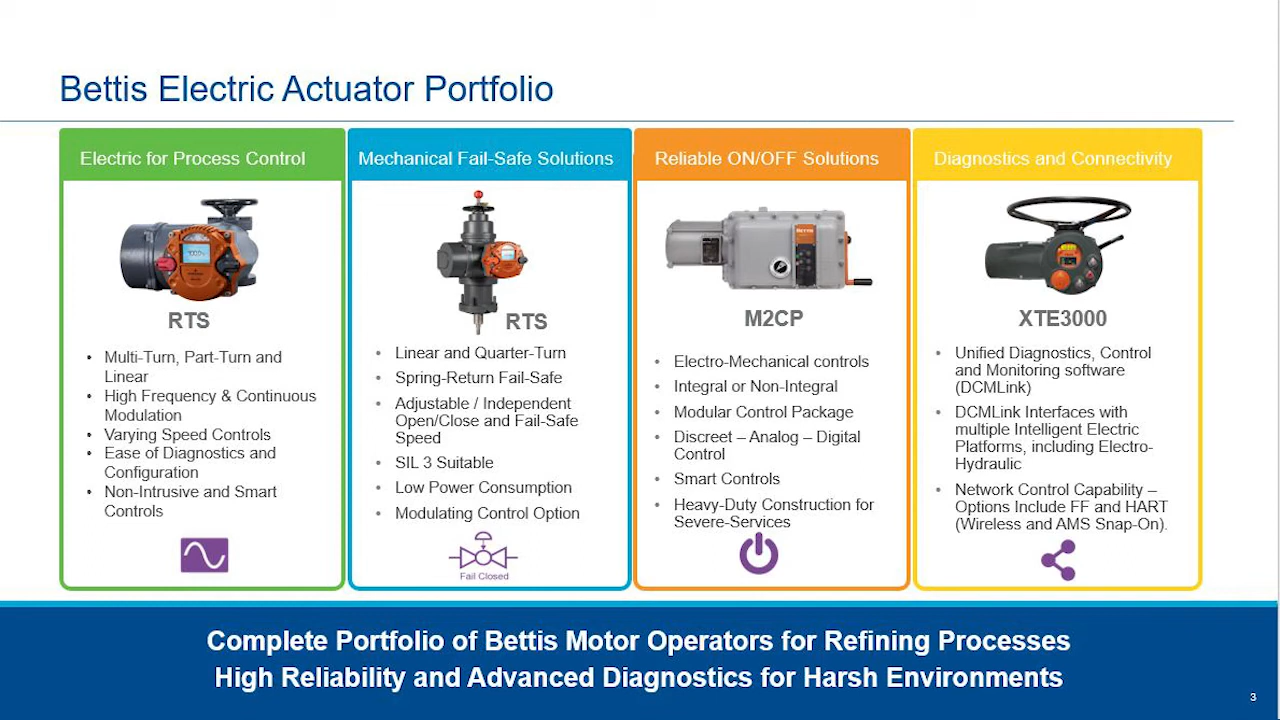 Bettis Electric Actuator Portfolio
Electric for Process Control
RTS
• Multi-Turn, Part-Turn and
Linear
• High Frequency & Continuous
Modulation
• Varying Speed Controls
• Ease of Diagnostics and
Configuration
• Non-Intrusive and Smart
Controls
Mechanical Fail-Safe Solutions
RTS
• Linear and Quarter-Turn
• Spring-Return Fail-Safe
• Adjustable / Independent
Open/Close and Fail-Safe
Speed
• SIL 3 Suitable
• Low Power Consumption
• Modulating Control Option
Fail Closed
Reliable ON/OFF Solutions
BETTIS
M2CP
• Electro-Mechanical controls
• Integral or Non-Integral
• Modular Control Package
• Discreet – Analog – Digital
Control
• Smart Controls
• Heavy-Duty Construction for
Severe-Services
Diagnostics and Connectivity
XTE3000
• Unified Diagnostics, Control
and Monitoring software
(DCMLink)
• DCMLink Interfaces with
multiple Intelligent Electric
Platforms, including Electro-
Hydraulic
• Network Control Capability –
Options Include FF and HART
(Wireless and AMS Snap-On).
Complete Portfolio of Bettis Motor Operators for Refining Processes
High Reliability and Advanced Diagnostics for Harsh Environments
3